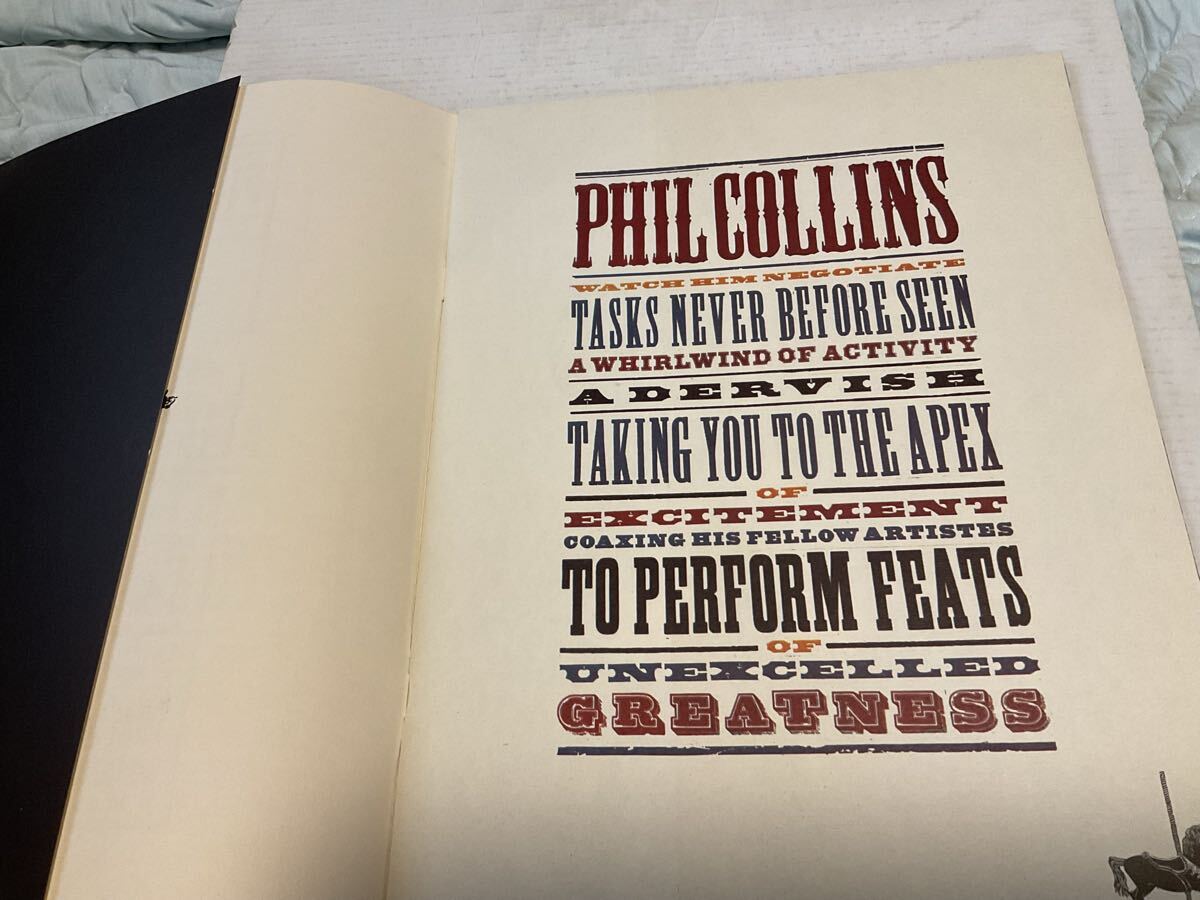 PHIL COLLINS
WATCH HIM NEGOTIATE
TASKS NEVER BEFORE SEEN
A WHIRLWIND OF ACTIVITY
A DERVISH
TAKING YOU TO THE APEX
OF
EXCITEMENT
COAXING HIS FELLOW ARTISTES
TO PERFORM FEATS
OF
UNEXCELLED
GREATNESS